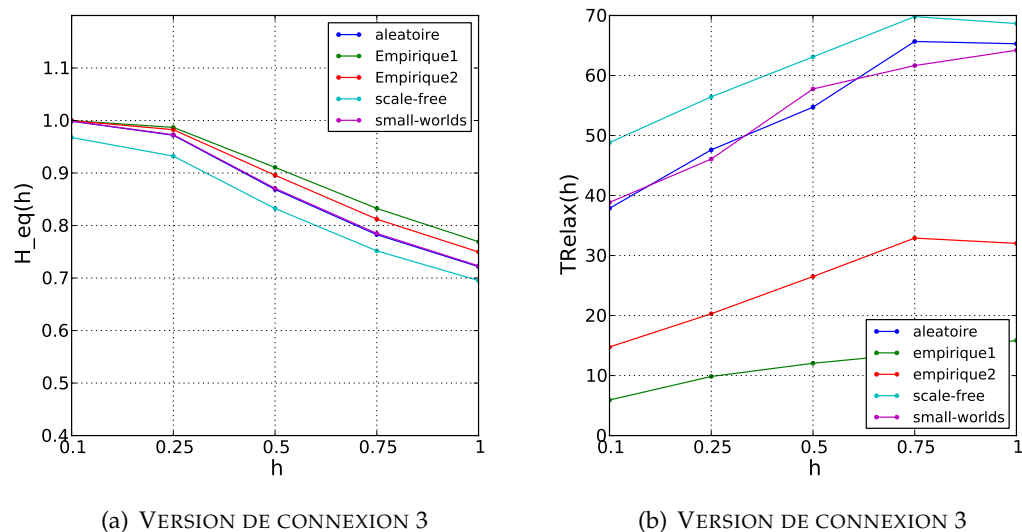 1.1
1.0
0.9
0.8
0.7
0.6
0.5
0.4
H_eq(h)
0.1 0.25 0.5 0.75 1
h
aleatoire
Empirique1
Empirique2
scale-free
small-worlds
(a) VERSION DE CONNEXION 3
70
60
50
40
30
20
10
0
TRelax(h)
0.1 0.25 0.5 0.75 1
h
aleatoire
empirique1
empirique2
scale-free
small-worlds
(b) VERSION DE CONNEXION 3